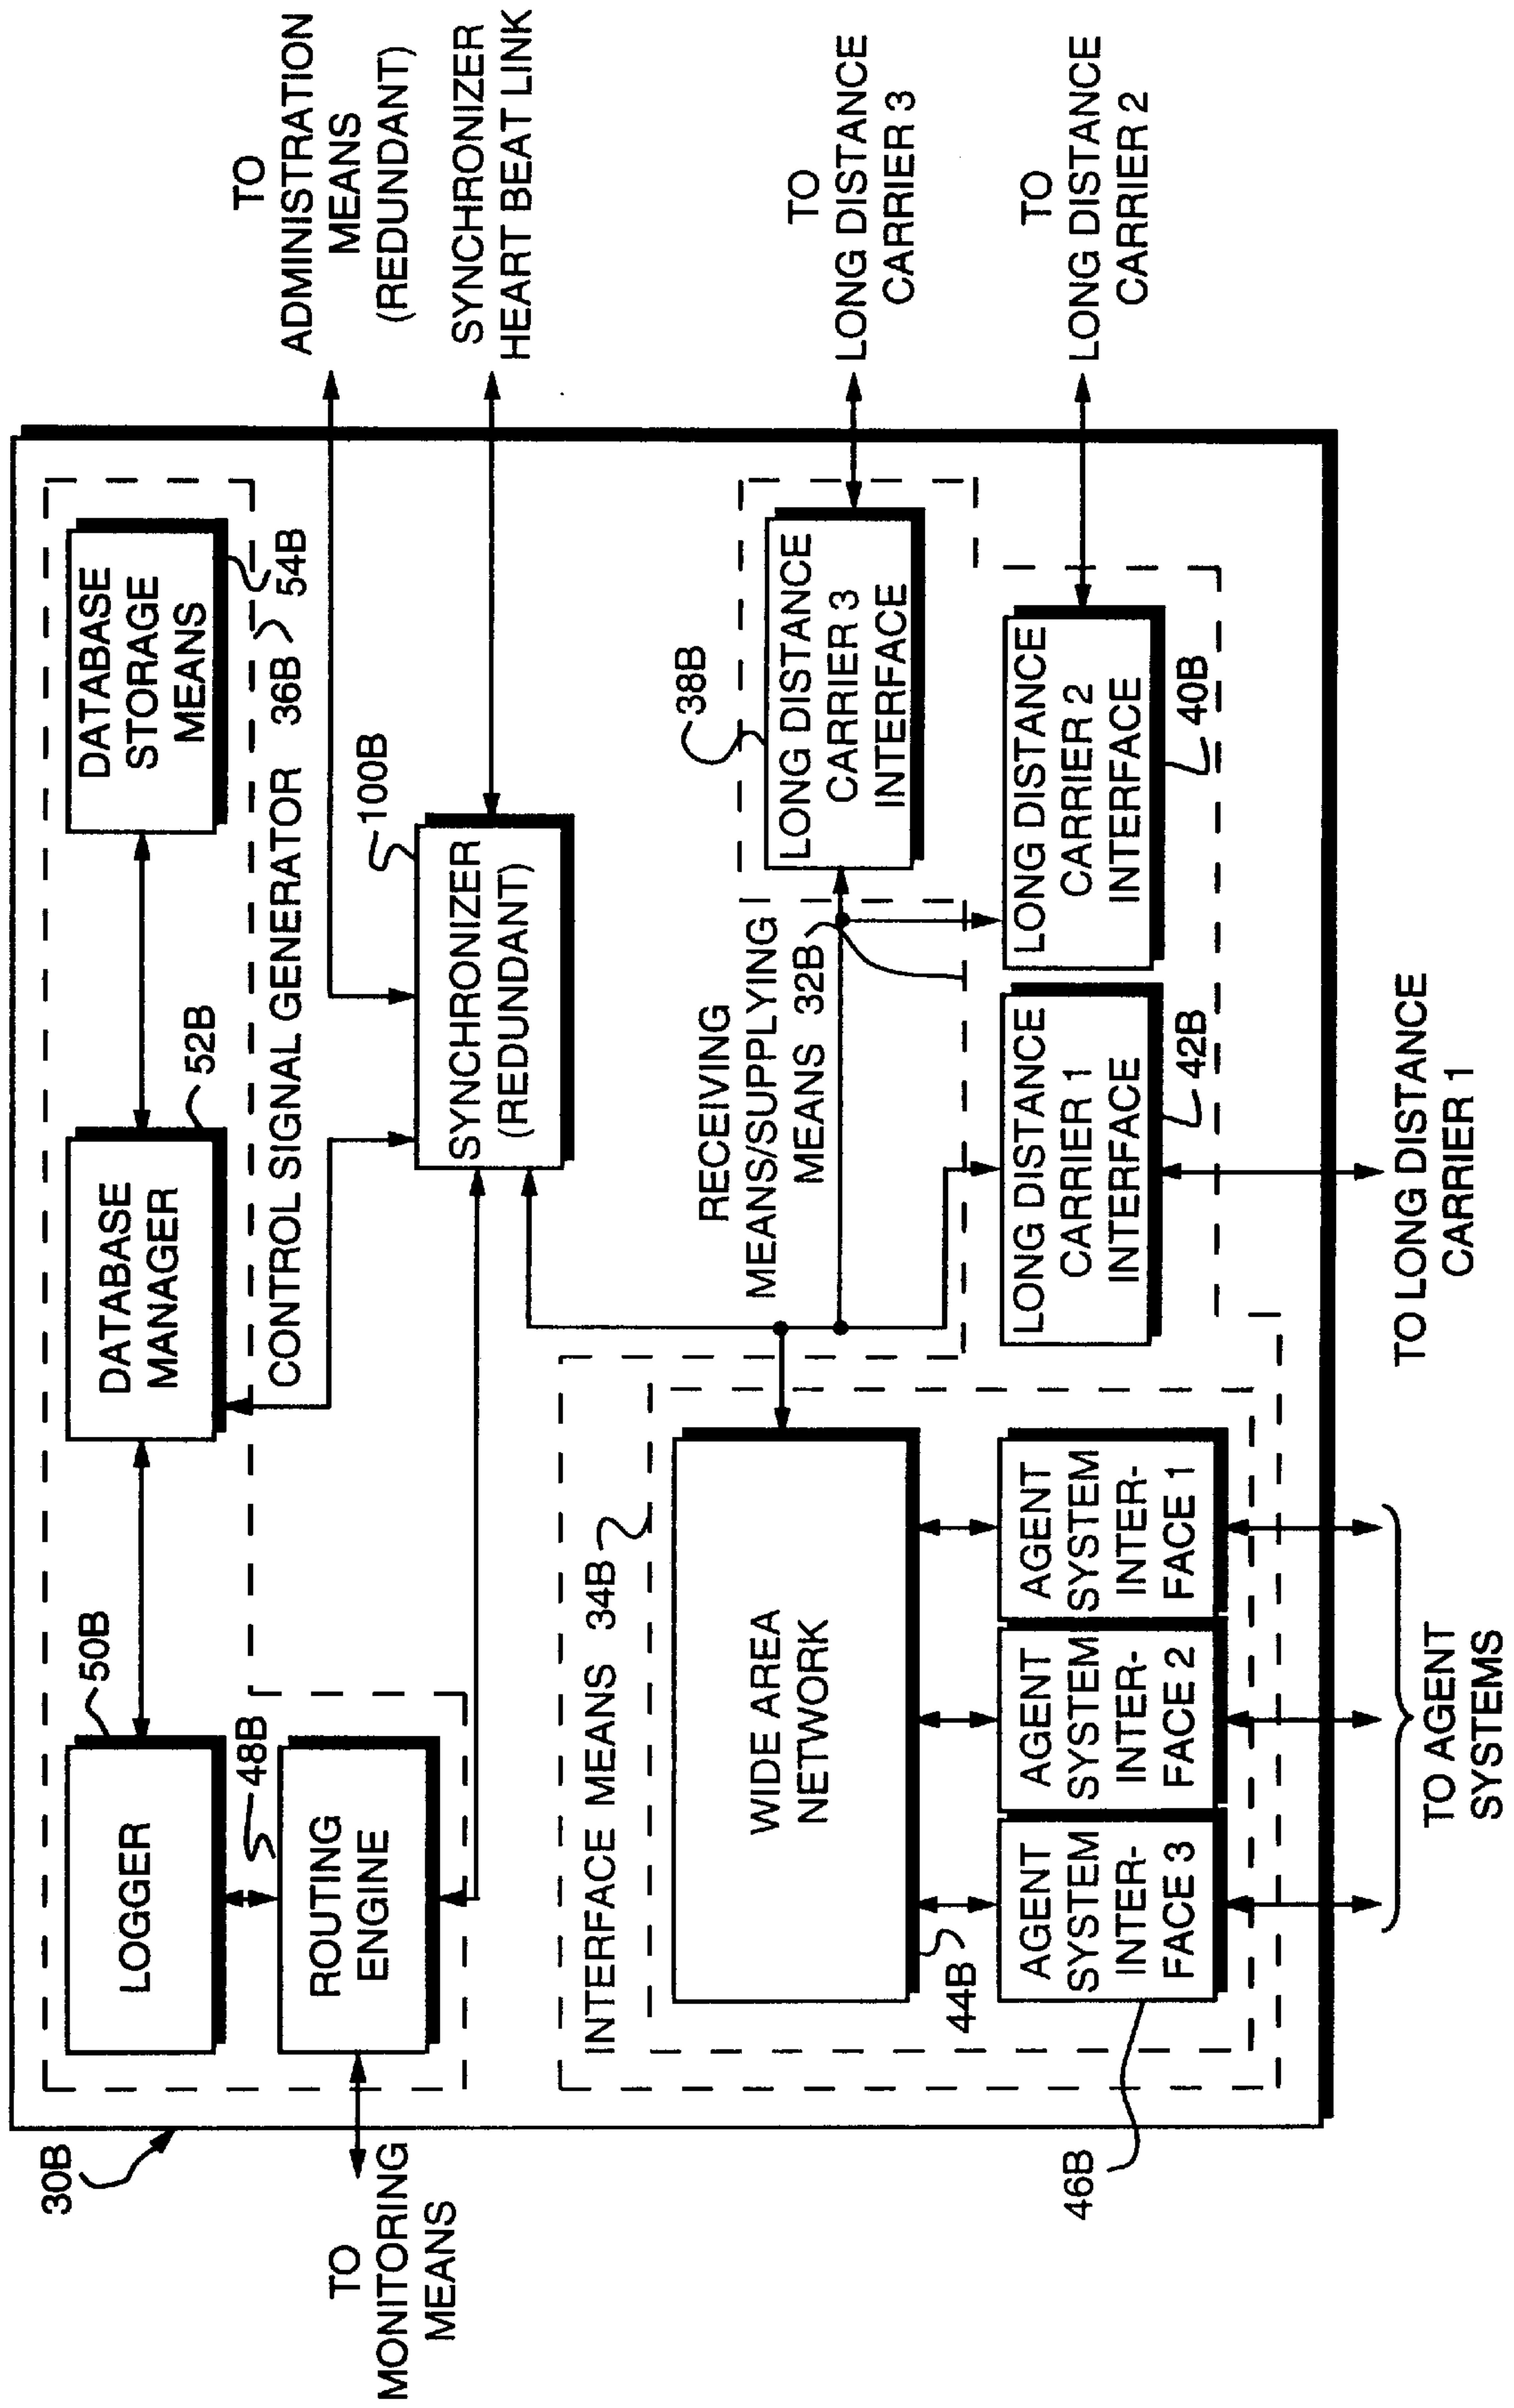 30B
TO
MONITORING
MEANS
LOGGER
50B
48B
ROUTING
ENGINE
DATABASE
MANAGER
52B
DATABASE
STORAGE
MEANS
54B
CONTROL SIGNAL GENERATOR 36B
TO
ADMINISTRATION
MEANS
(REDUNDANT)
SYNCHRONIZER
HEART BEAT LINK
100B
SYNCHRONIZER
(REDUNDANT)
INTERFACE MEANS 34B
WIDE AREA
NETWORK
44B
AGENT
SYSTEM
INTER-
FACE 3
AGENT
SYSTEM
INTER-
FACE 2
AGENT
SYSTEM
INTER-
FACE 1
46B
TO AGENT
SYSTEMS
RECEIVING
MEANS/SUPPLYING
MEANS 32B
38B
LONG DISTANCE
CARRIER 3
INTERFACE
TO
LONG DISTANCE
CARRIER 3
LONG DISTANCE
CARRIER 2
INTERFACE
40B
TO
LONG DISTANCE
CARRIER 2
LONG DISTANCE
CARRIER 1
INTERFACE
42B
TO LONG DISTANCE
CARRIER 1